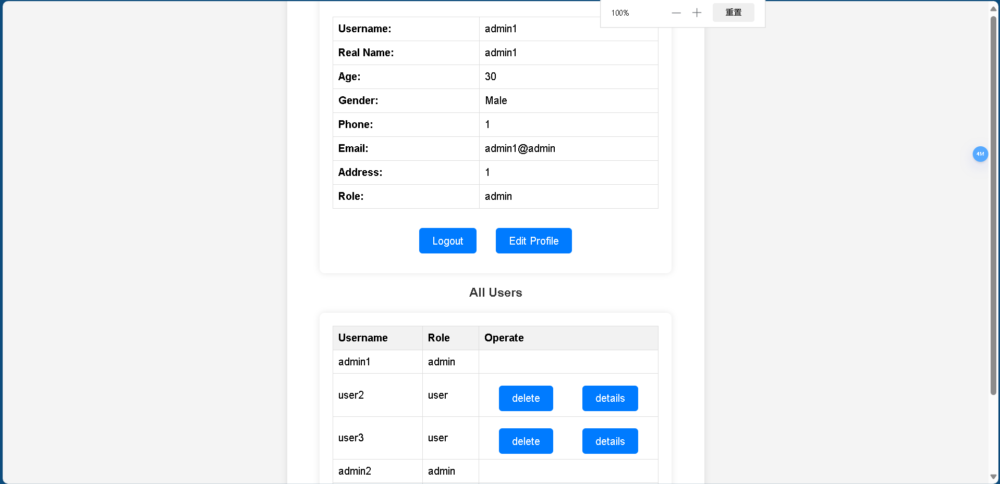 100% 重置
Username: admin1
Real Name: admin1
Age: 30
Gender: Male
Phone: 1
Email: admin1@admin
Address: 1
Role: admin
4M
Logout Edit Profile
All Users
Username Role Operate
admin1 admin
user2 user delete details
user3 user delete details
admin2 admin